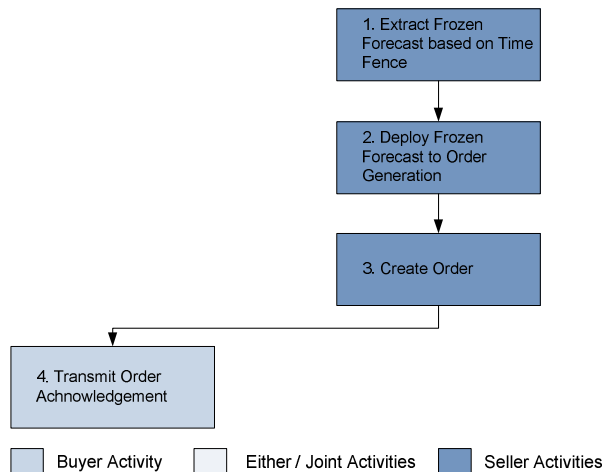 1. Extract Frozen
Forecast based on Time
Fence
2. Deploy Frozen
Forecast to Order
Generation
3. Create Order
4. Transmit Order
Achnowledgement
Buyer Activity
Either / Joint Activities
Seller Activities